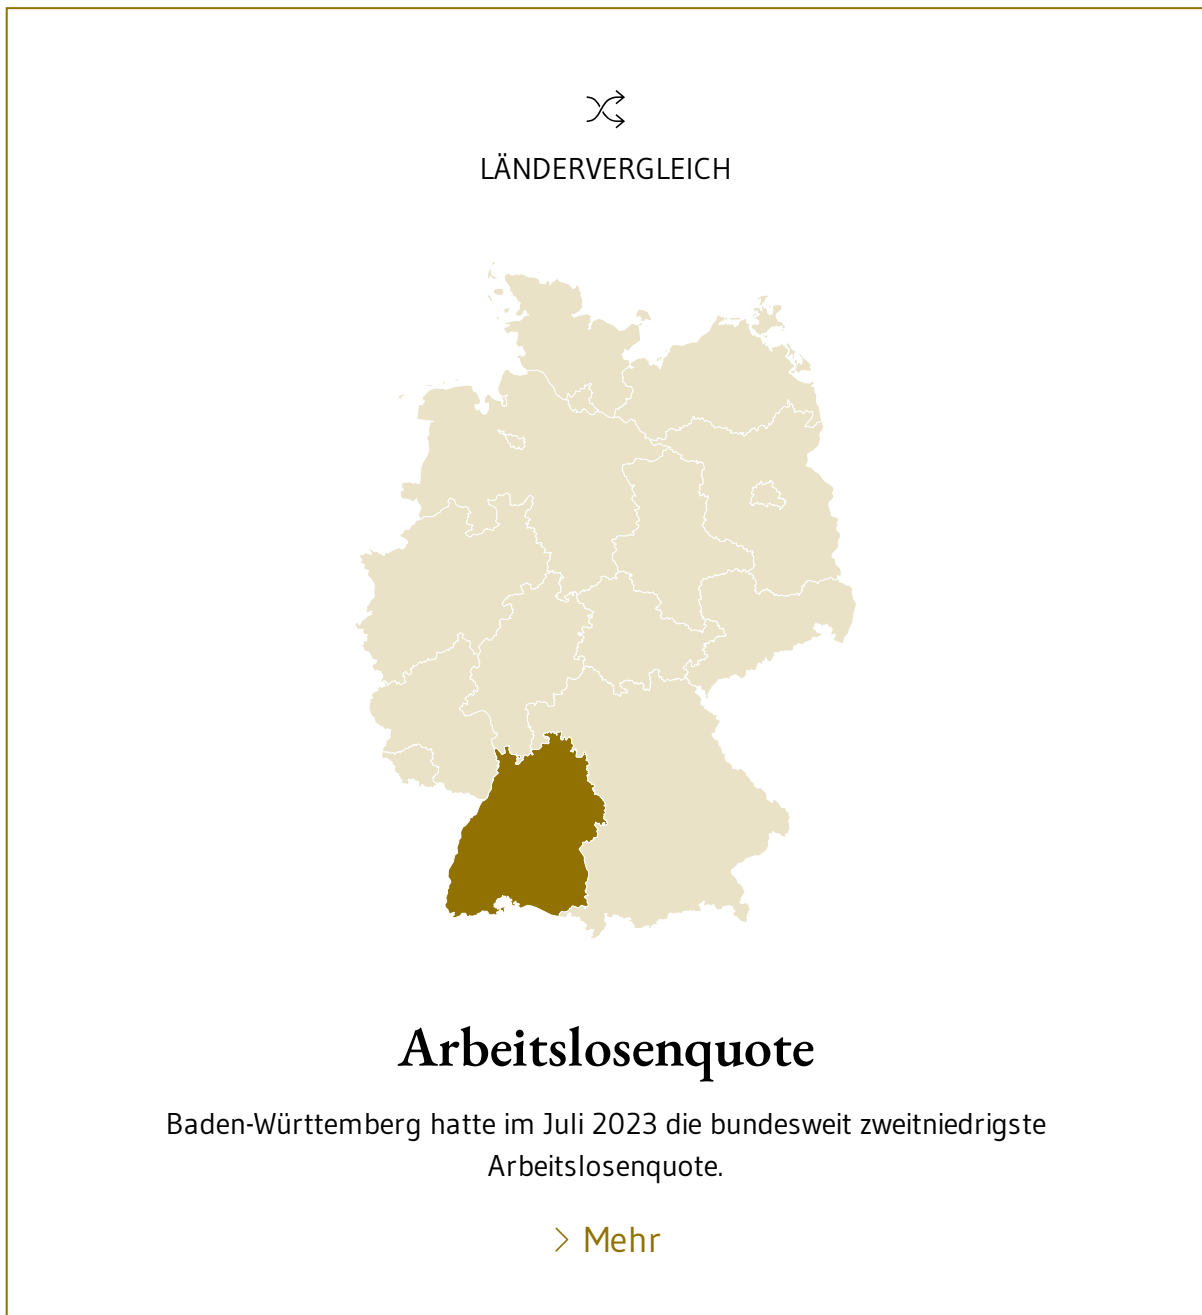 LÄNDERVERGLEICH
Arbeitslosenquote
Baden-Württemberg hatte im Juli 2023 die bundesweit zweitniedrigste
Arbeitslosenquote.
Mehr